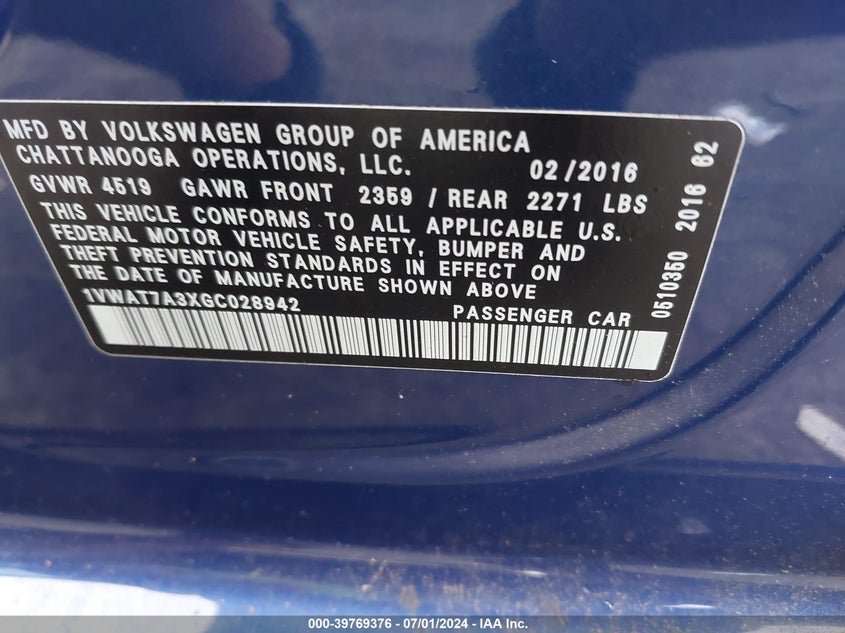 MFD BY VOLKSWAGEN GROUP OF AMERICA
CHATTANOOGA OPERATIONS, LLC. 02/2016
GVWR 4519 GAWR FRONT 2359 / REAR 2271 LBS
THIS VEHICLE CONFORMS TO ALL APPLICABLE U.S.
FEDERAL MOTOR VEHICLE SAFETY, BUMPER AND
THEFT PREVENTION STANDARDS IN EFFECT ON
THE DATE OF MANUFACTURE SHOWN ABOVE
1VWAT7A3XGC028942 PASSENGER CAR
0510350 2016 62
000-39769376 - 07/01/2024 - IAA Inc.